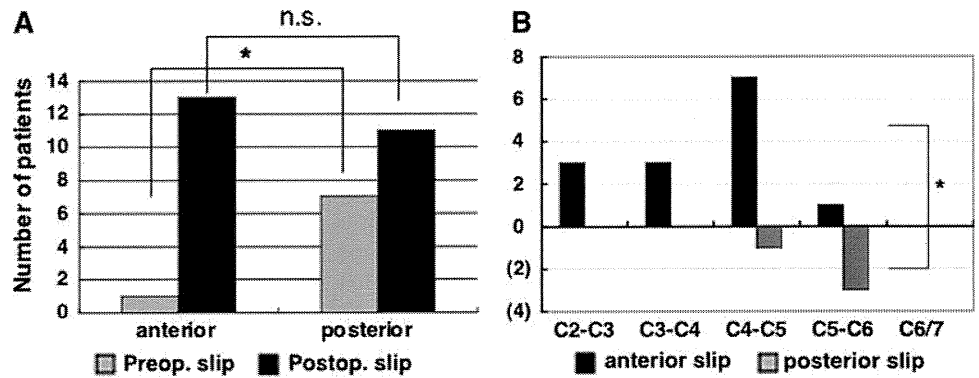 A
n.s.
*
Number of patients
14
12
10
8
6
4
2
0
anterior posterior
Preop. slip Postop. slip
B
8
6
4
2
0
(2)
(4)
*
C2-C3 C3-C4 C4-C5 C5-C6 C6/7
anterior slip posterior slip